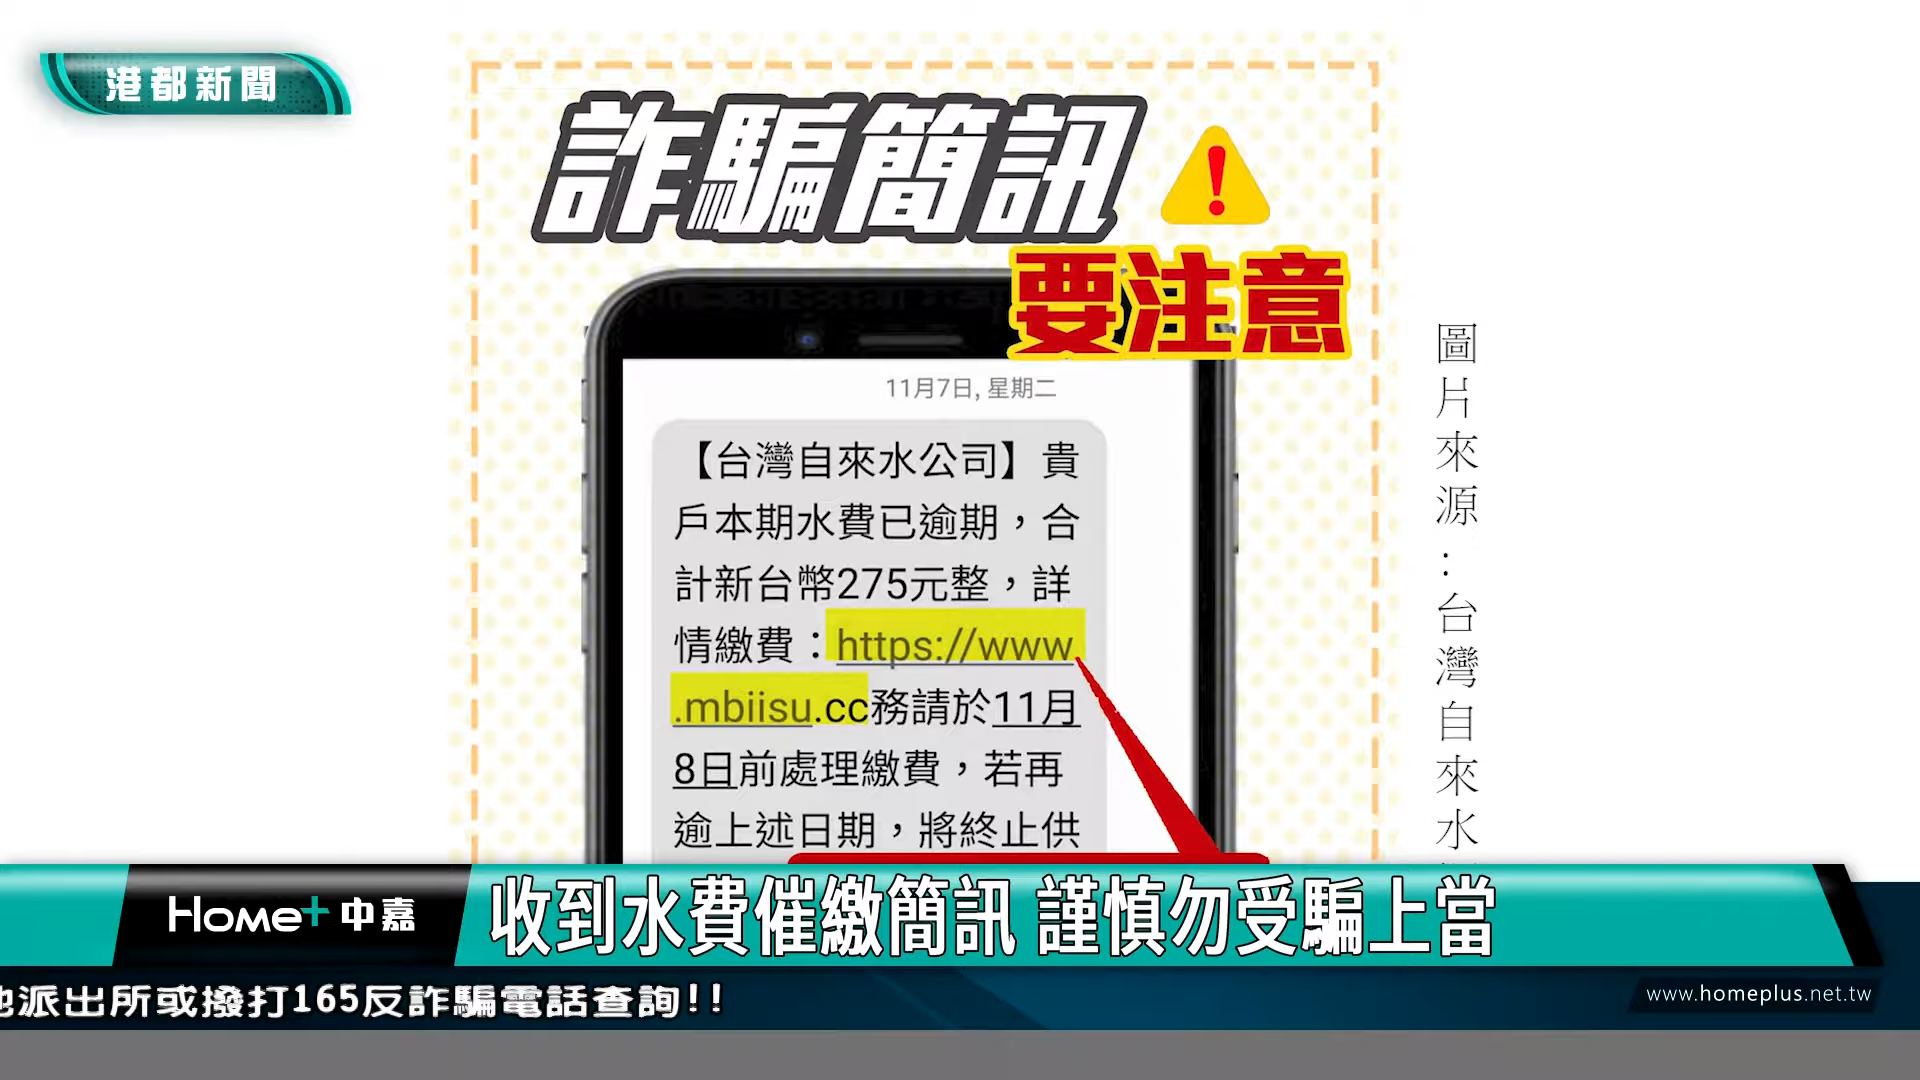 港都新聞
詐騙簡訊
要注意
11月7日, 星期二
【台灣自來水公司】貴
戶本期水費已逾期，合
計新台幣275元整，詳
情繳費：https://www
.mbiisu.cc務請於11月
8日前處理繳費，若再
逾上述日期，將終止供
圖片來源:台灣自來水
Home+中嘉
收到水費催繳簡訊 謹慎勿受騙上當
派出所或撥打165反詐騙電話查詢!!
www.homeplus.net.tw